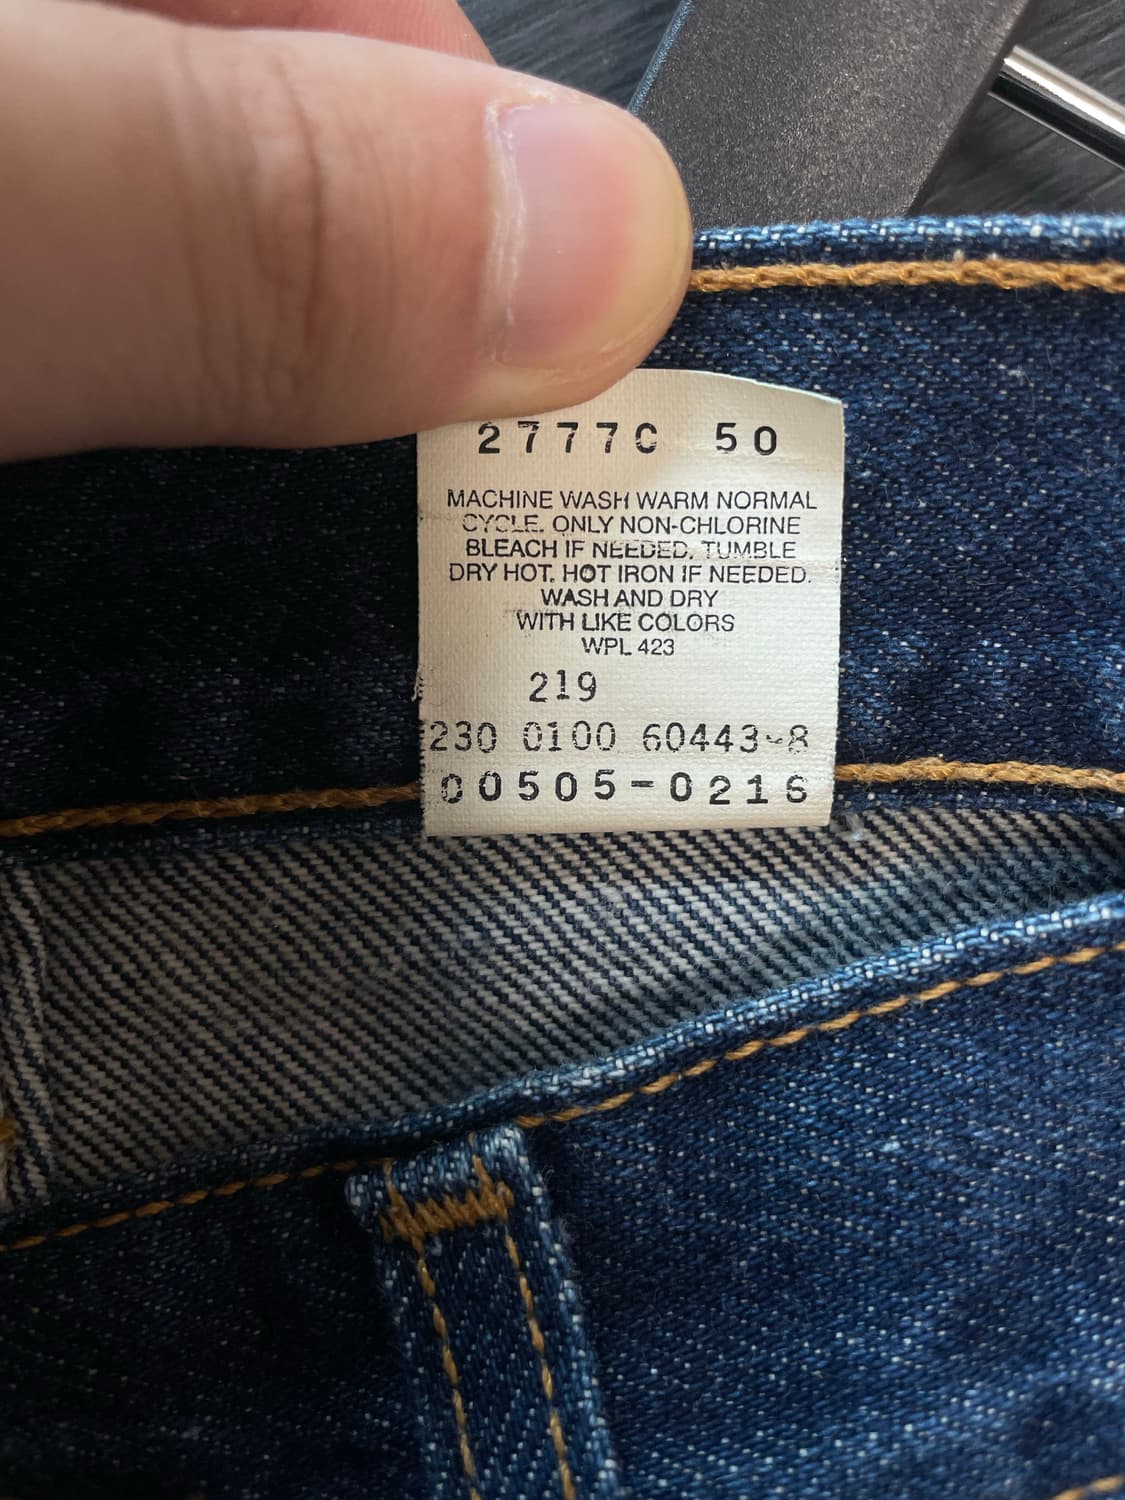 2777C 50
MACHINE WASH WARM NORMAL
CYCLE. ONLY NON-CHLORINE
BLEACH IF NEEDED. TUMBLE
DRY HOT. HOT IRON IF NEEDED.
WASH AND DRY
WITH LIKE COLORS
WPL 423
219
230 0100 60443-8
00505-0216